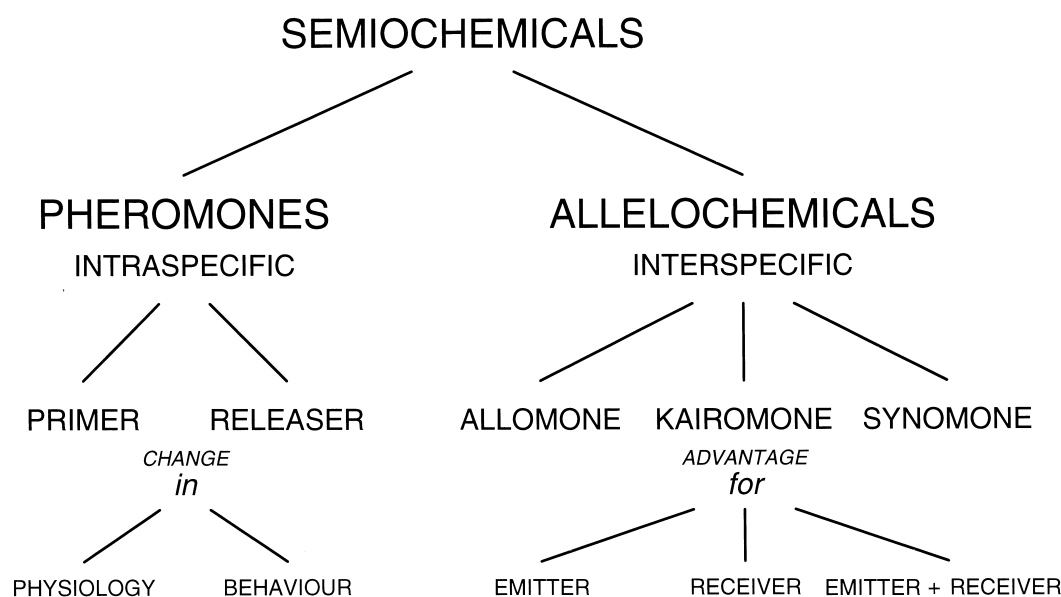 SEMIOCHEMICALS
PHEROMONES ALLELOCHEMICALS
INTRASPECIFIC INTERSPECIFIC
PRIMER RELEASER ALLOMONE KAIROMONE SYNOMONE
CHANGE ADVANTAGE
in for
PHYSIOLOGY BEHAVIOUR EMITTER RECEIVER EMITTER + RECEIVER